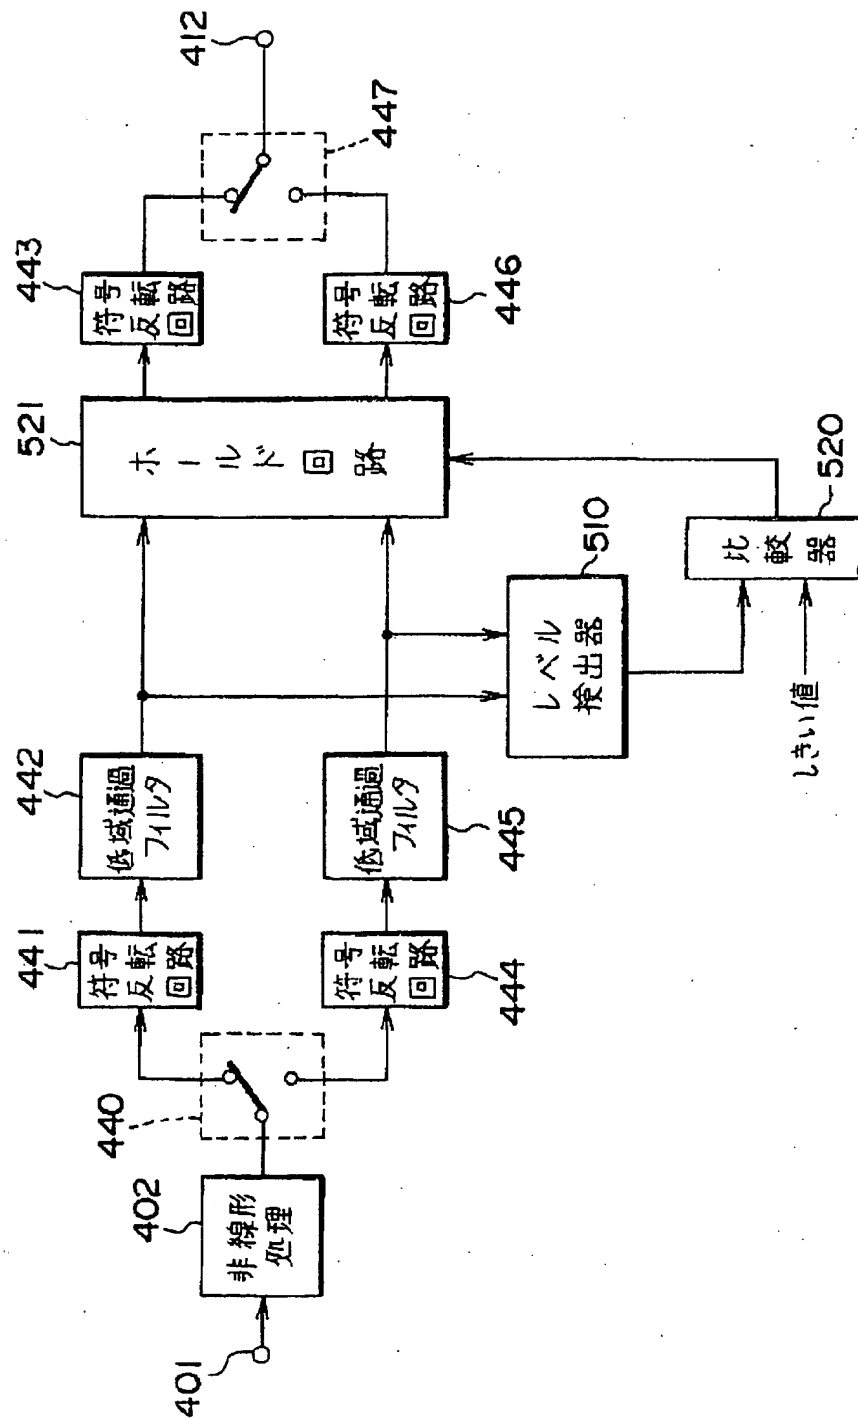 401
402
非線形
処理
440
441
符号
反転
回路
442
低域通過
フィルタ
444
符号
反転
回路
445
低域通過
フィルタ
510
レベル
検出器
しきい値
520
比較器
521
ホールド回路
443
符号
反転
回路
446
符号
反転
回路
447
412